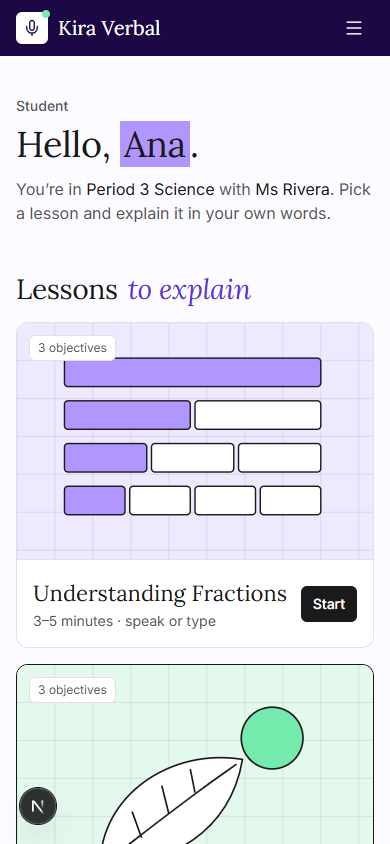 Kira Verbal
Student
Hello, Ana.
You’re in Period 3 Science with Ms Rivera. Pick
a lesson and explain it in your own words.
Lessons to explain
3 objectives
Understanding Fractions
3–5 minutes · speak or type
Start
3 objectives
N